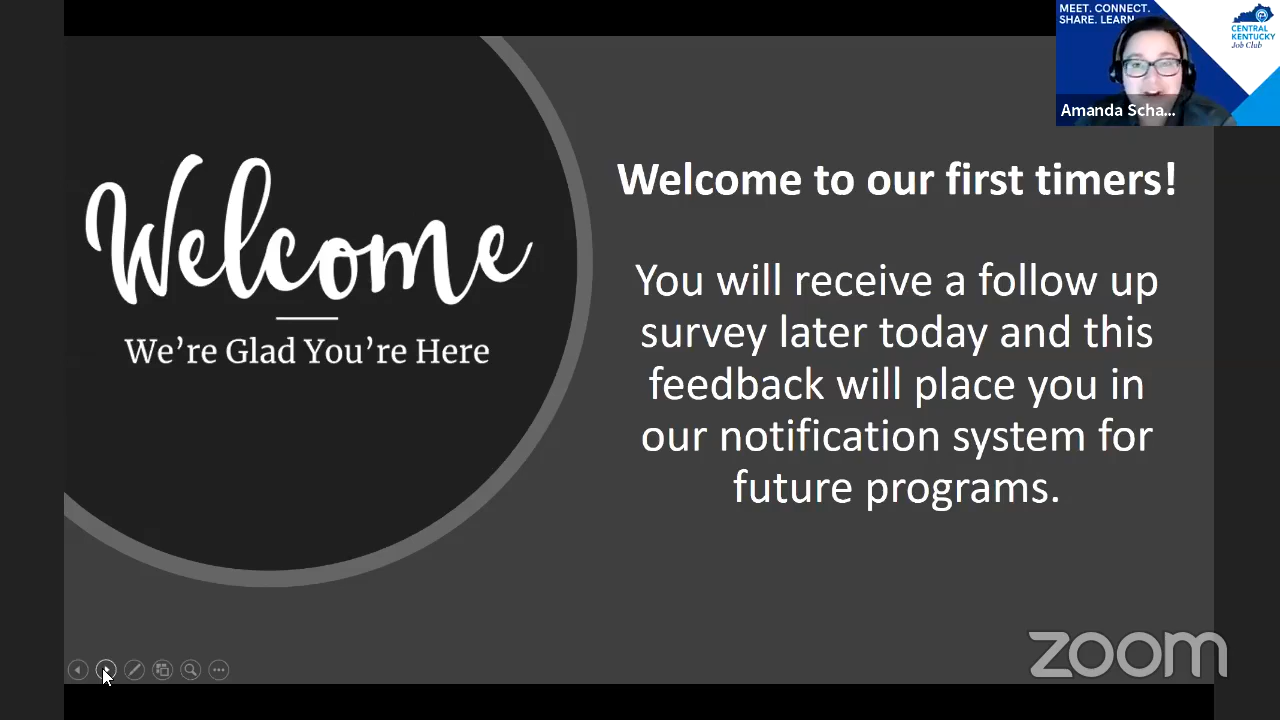 MEET. CONNECT.
SHARE. LEARN
CENTRAL
KENTUCKY
Job Club
Amanda Scha...
Welcome
We're Glad You're Here
Welcome to our first timers!
You will receive a follow up
survey later today and this
feedback will place you in
our notification system for
future programs.
zoom